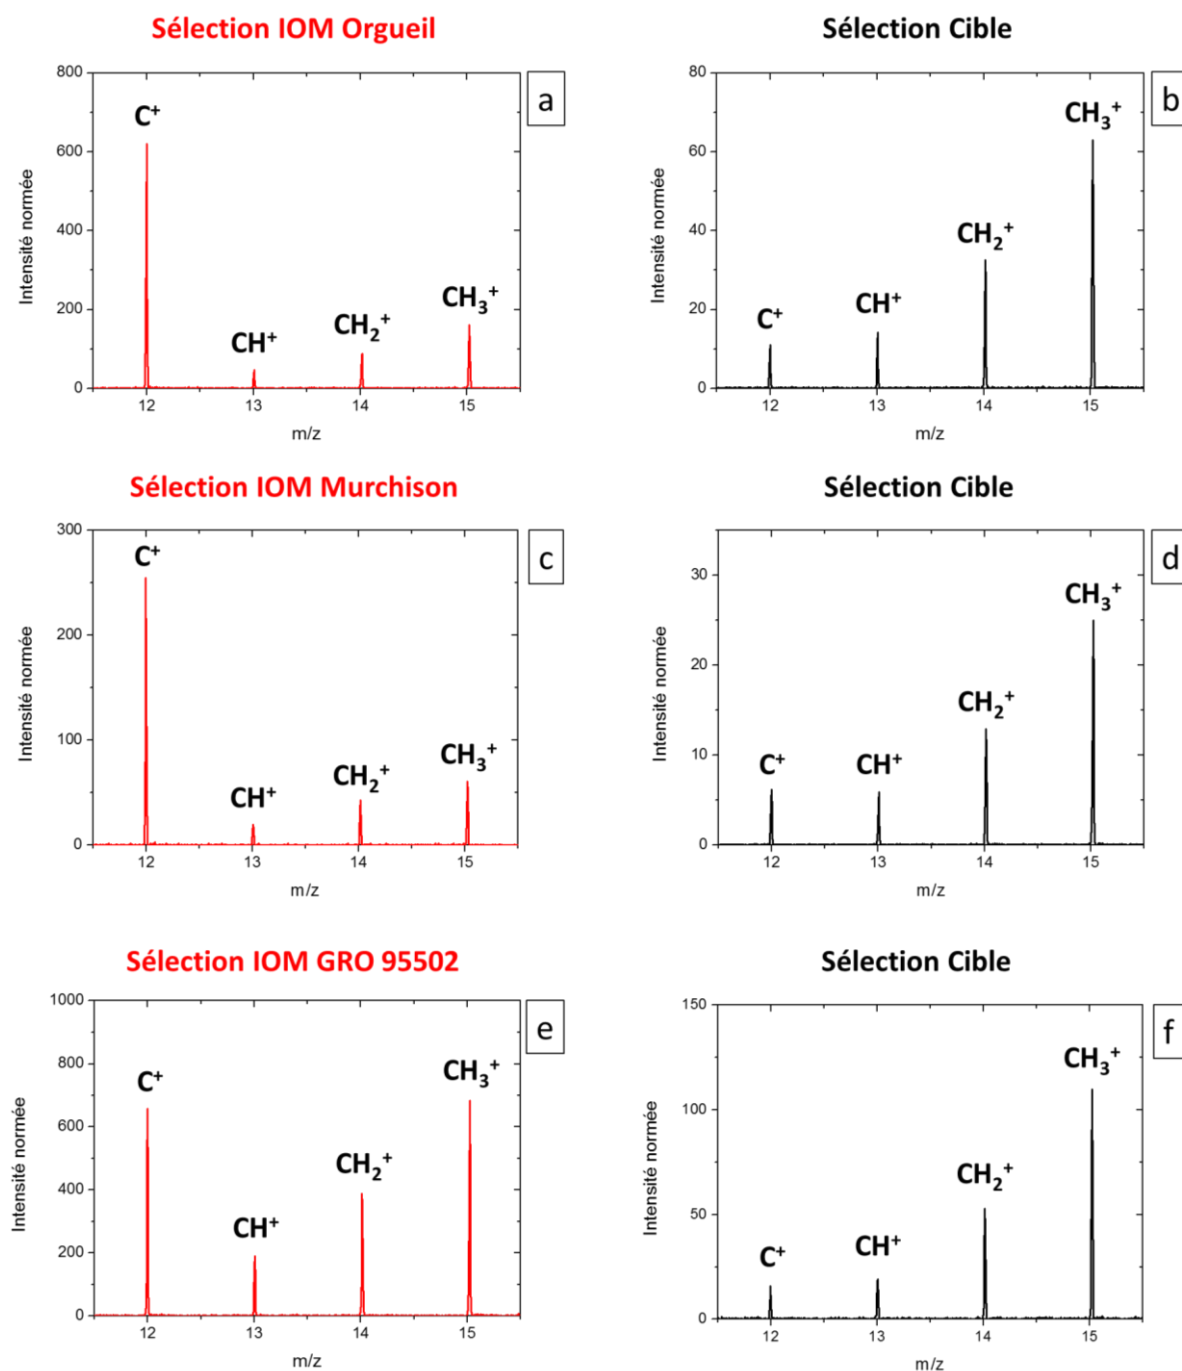 Sélection IOM Orgueil
Sélection Cible
800
600
400
200
0
Intensité normée
C⁺
CH⁺
CH₂⁺
CH₃⁺
12
13
14
15
m/z
a
80
60
40
20
0
Intensité normée
C⁺
CH⁺
CH₂⁺
CH₃⁺
12
13
14
15
m/z
b
Sélection IOM Murchison
Sélection Cible
300
200
100
0
Intensité normée
C⁺
CH⁺
CH₂⁺
CH₃⁺
12
13
14
15
m/z
c
30
20
10
0
Intensité normée
C⁺
CH⁺
CH₂⁺
CH₃⁺
12
13
14
15
m/z
d
Sélection IOM GRO 95502
Sélection Cible
1000
800
600
400
200
0
Intensité normée
C⁺
CH⁺
CH₂⁺
CH₃⁺
12
13
14
15
m/z
e
150
100
50
0
Intensité normée
C⁺
CH⁺
CH₂⁺
CH₃⁺
12
13
14
15
m/z
f